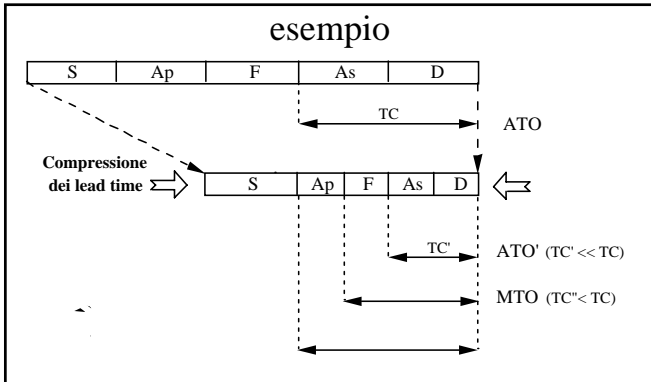 esempio
S Ap F As D
TC
ATO
Compressione
dei lead time
S Ap F As D
TC'
ATO' (TC' << TC)
MTO (TC"< TC)